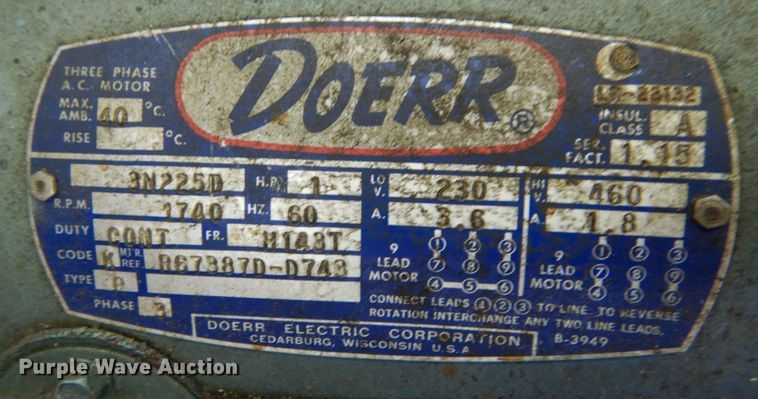 DOERR ®
THREE PHASE
A.C. MOTOR
MAX. AMB. 40 °C.
RISE °C.
LR-22132
INSUL. CLASS A
SER. FACT. 1.15
3N225D H.P. 1 LO V. 230 HI V. 460
R.P.M. 1740 HZ. 60 A. 3.6 A. 1.8
DUTY CONT FR. M143T
CODE K MTR. REF. R67387D-D743
TYPE P
PHASE 3
9 LEAD MOTOR
1 2 3
7 8 9
4 5 6
9 LEAD MOTOR
1 2 3
7 8 9
4 5 6
CONNECT LEADS 1 2 3 TO LINE. TO REVERSE
ROTATION INTERCHANGE ANY TWO LINE LEADS.
DOERR ELECTRIC CORPORATION
CEDARBURG, WISCONSIN U.S.A.
B-3949
Purple Wave Auction